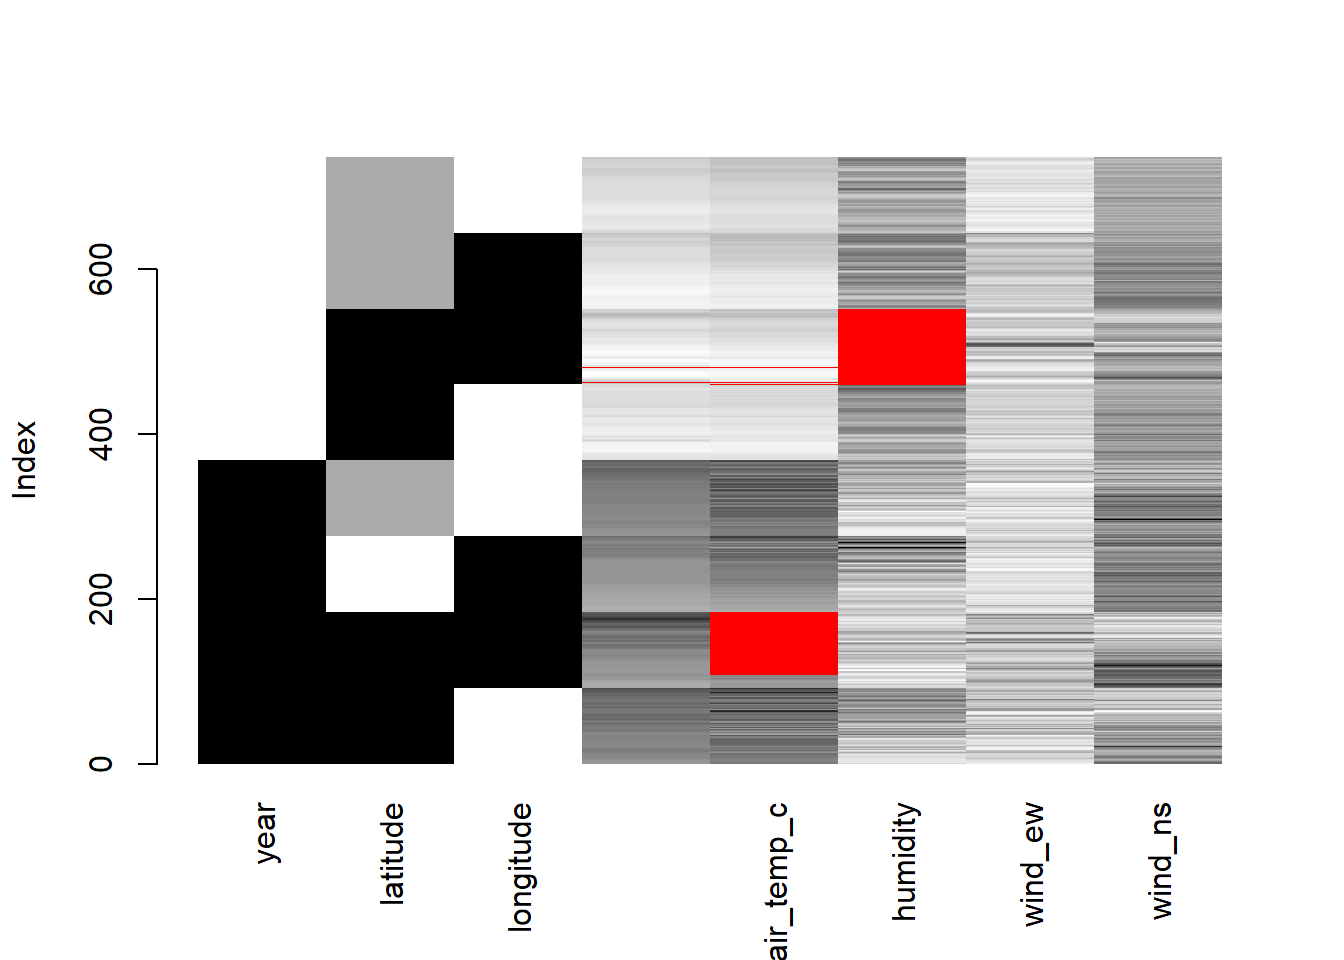 Index
600
400
200
0
year
latitude
longitude
air_temp_c
humidity
wind_ew
wind_ns